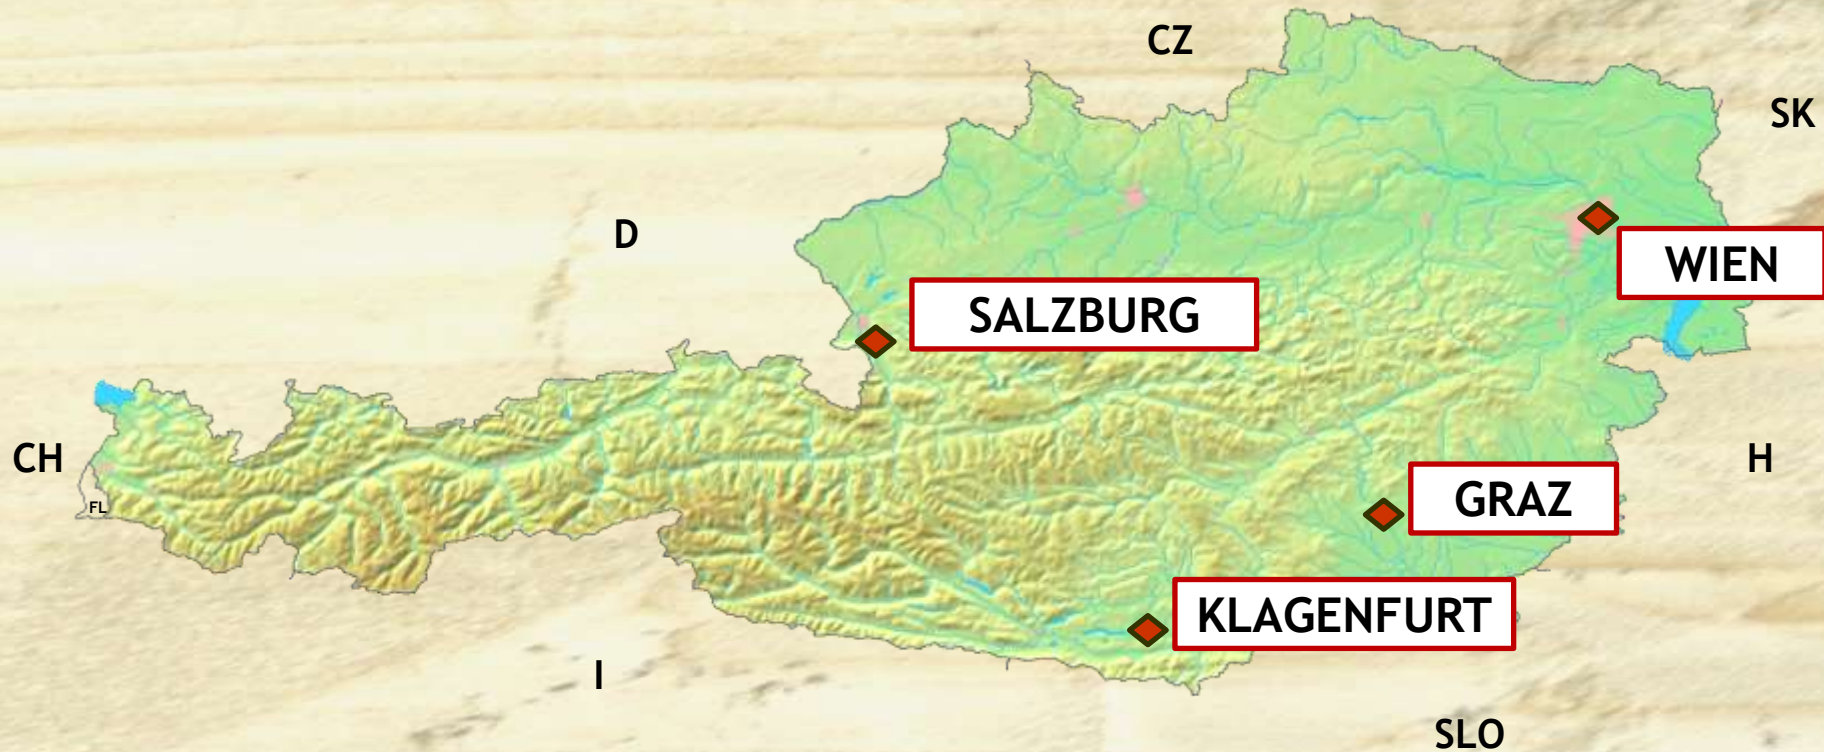 CZ
SK
D
WIEN
SALZBURG
CH
FL
H
GRAZ
KLAGENFURT
I
SLO